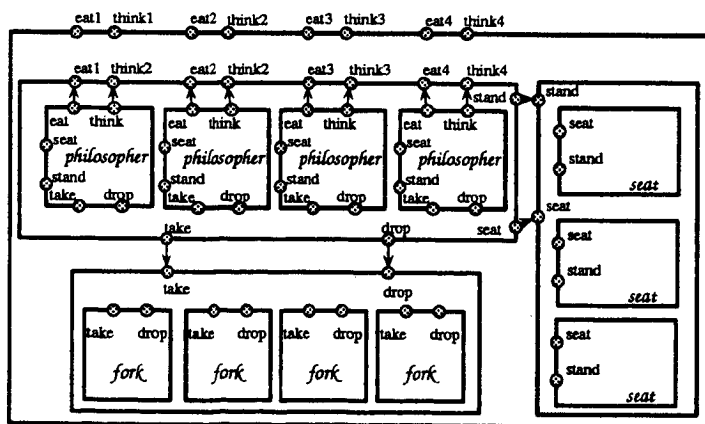 eat1 think1 eat2 think2 eat3 think3 eat4 think4
eat1 think2 eat2 think2 eat3 think3 eat4 think4
stand stand
eat think eat think eat think eat think
seat seat seat seat seat
philosopher philosopher philosopher philosopher
stand stand stand stand stand
take drop take drop take drop take drop
seat
take drop seat seat
seat
take drop stand
seat
take drop take drop take drop take drop
seat
fork fork fork fork stand
seat